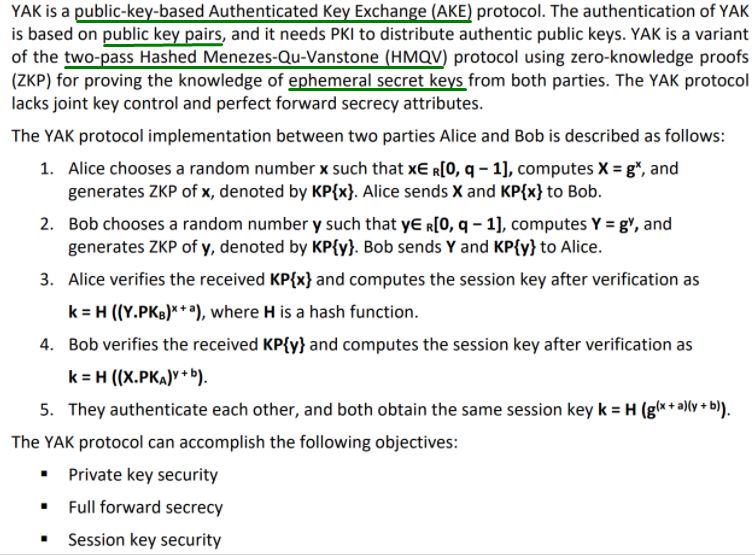 YAK is a public-key-based Authenticated Key Exchange (AKE) protocol. The authentication of YAK
is based on public key pairs, and it needs PKI to distribute authentic public keys. YAK is a variant
of the two-pass Hashed Menezes-Qu-Vanstone (HMQV) protocol using zero-knowledge proofs
(ZKP) for proving the knowledge of ephemeral secret keys from both parties. The YAK protocol
lacks joint key control and perfect forward secrecy attributes.
The YAK protocol implementation between two parties Alice and Bob is described as follows:
1. Alice chooses a random number x such that x∈ R[0, q – 1], computes X = gˣ, and
generates ZKP of x, denoted by KP{x}. Alice sends X and KP{x} to Bob.
2. Bob chooses a random number y such that y∈ R[0, q – 1], computes Y = gʸ, and
generates ZKP of y, denoted by KP{y}. Bob sends Y and KP{y} to Alice.
3. Alice verifies the received KP{x} and computes the session key after verification as
k = H ((Y.PKB)ˣ⁺ᵃ), where H is a hash function.
4. Bob verifies the received KP{y} and computes the session key after verification as
k = H ((X.PKA)ʸ⁺ᵇ).
5. They authenticate each other, and both obtain the same session key k = H (g⁽ˣ⁺ᵃ⁾⁽ʸ⁺ᵇ⁾).
The YAK protocol can accomplish the following objectives:
▪ Private key security
▪ Full forward secrecy
▪ Session key security